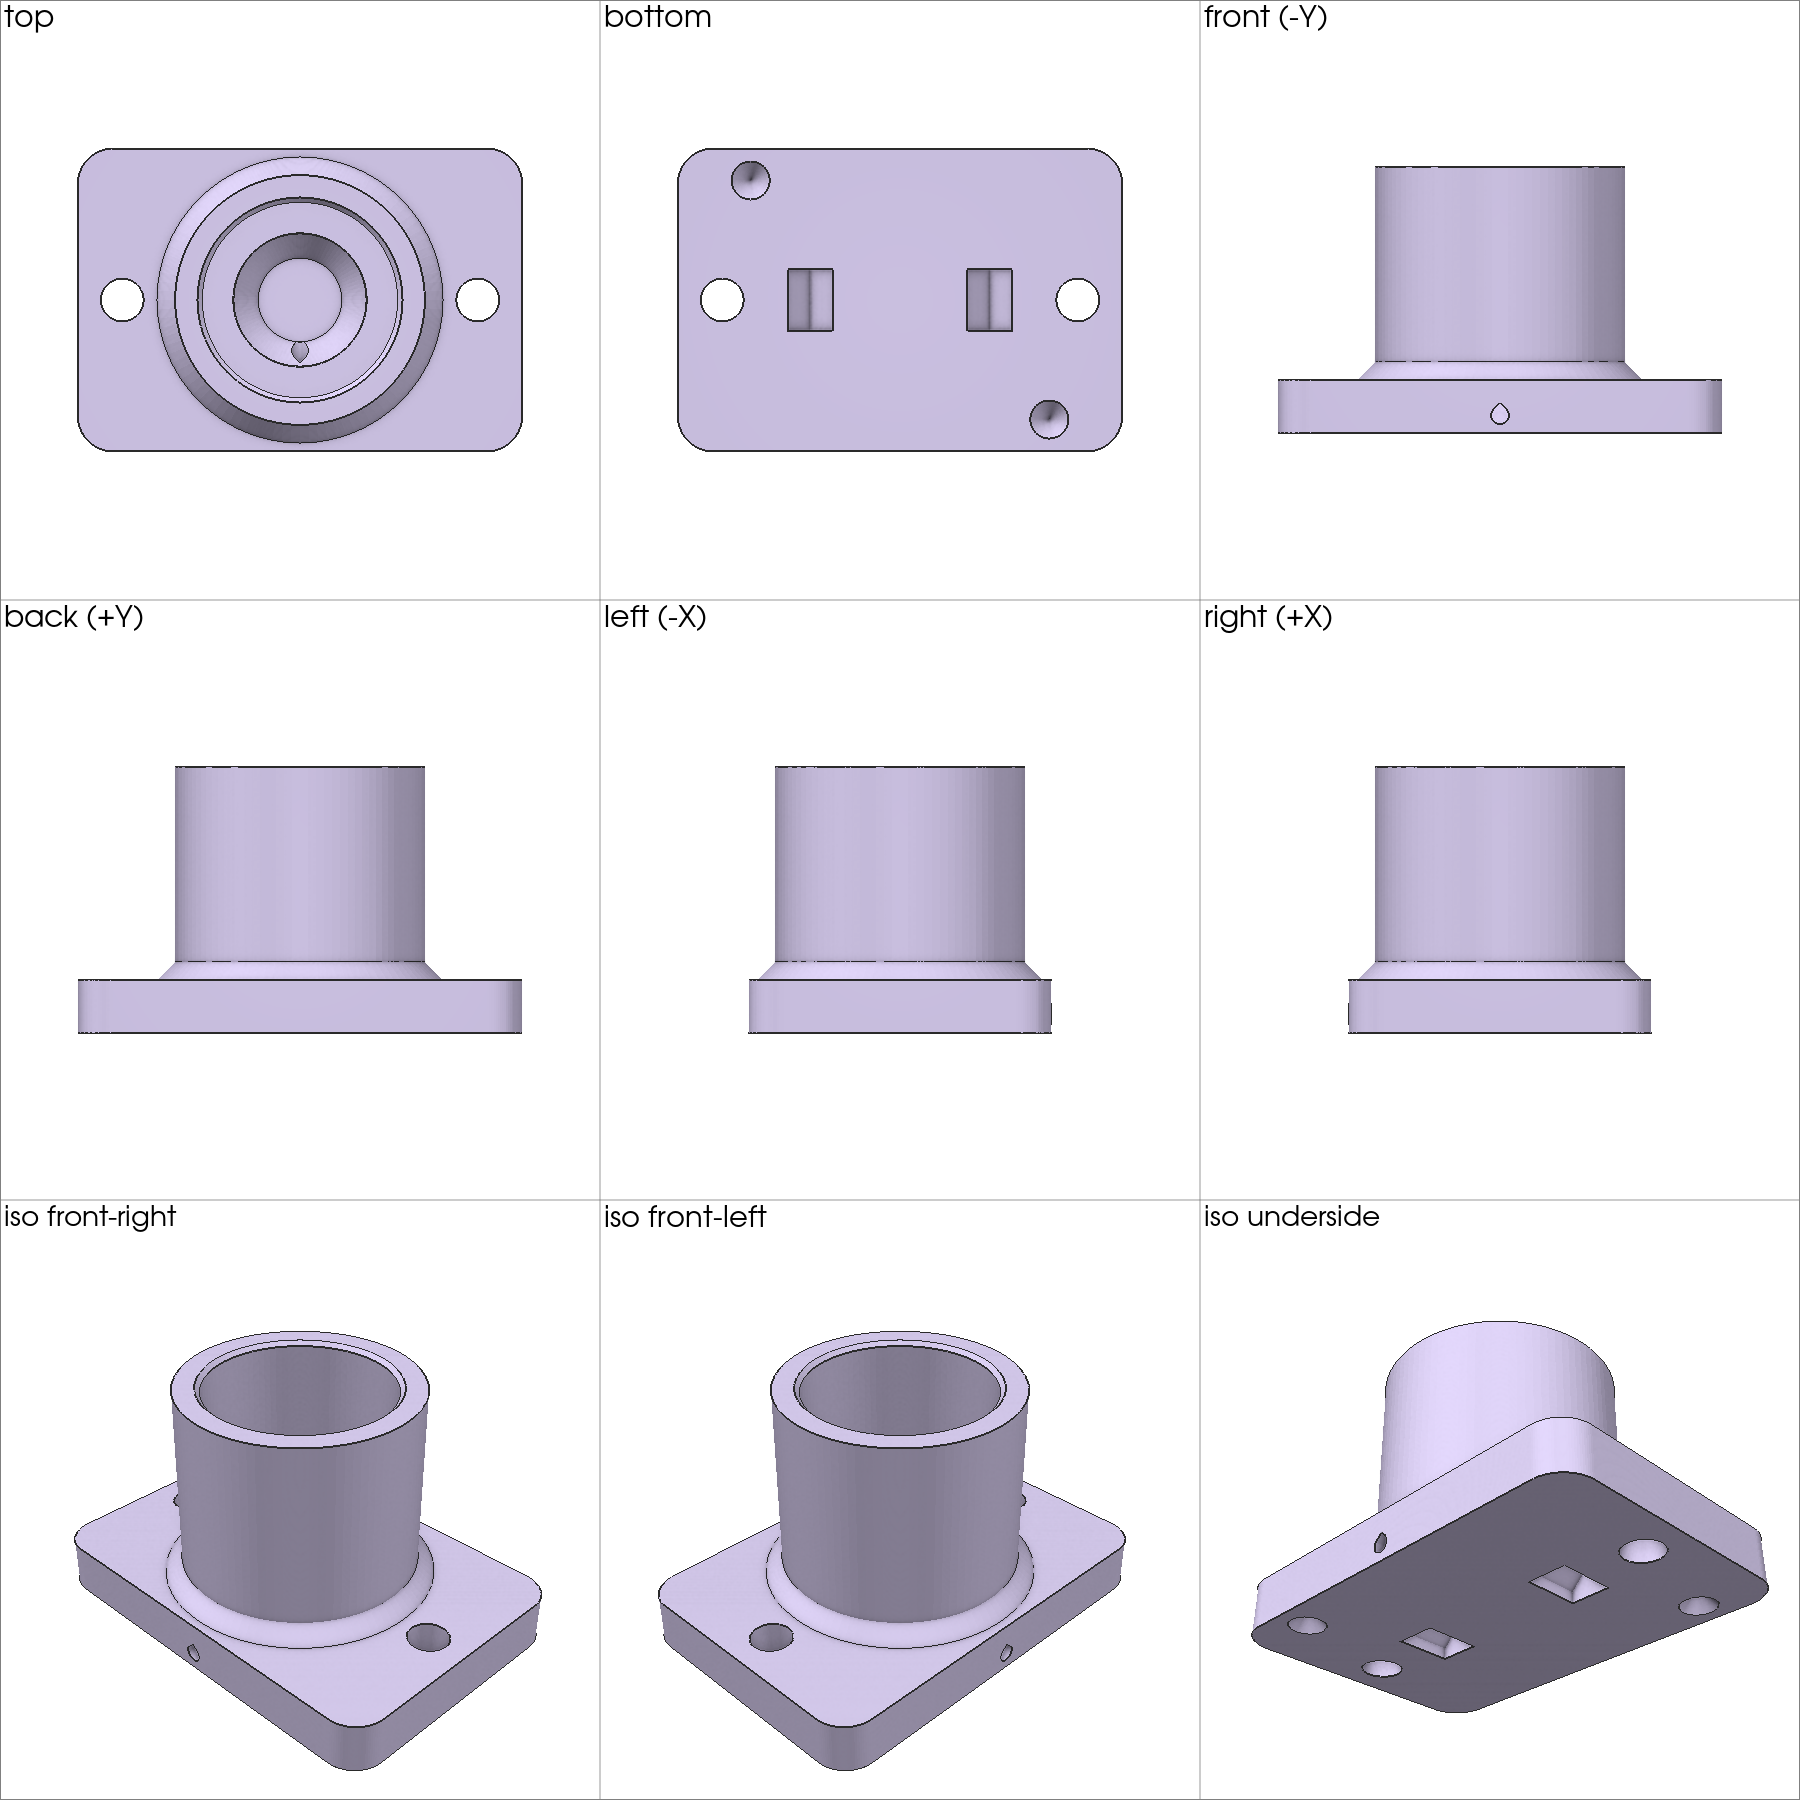 top
bottom
front (-Y)
back (+Y)
left (-X)
right (+X)
iso front-right
iso front-left
iso underside